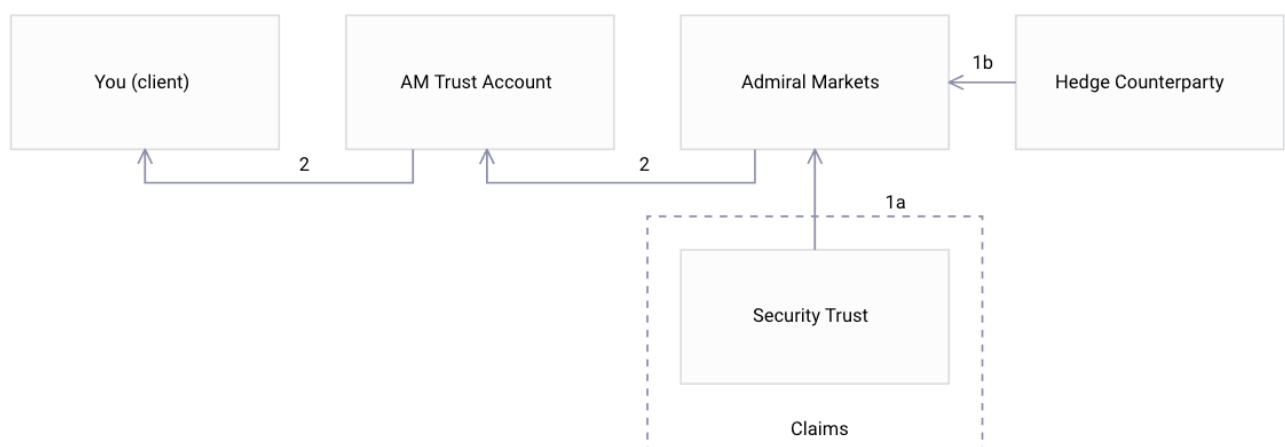 You (client)
AM Trust Account
Admiral Markets
1b
Hedge Counterparty
2
2
1a
Security Trust
Claims